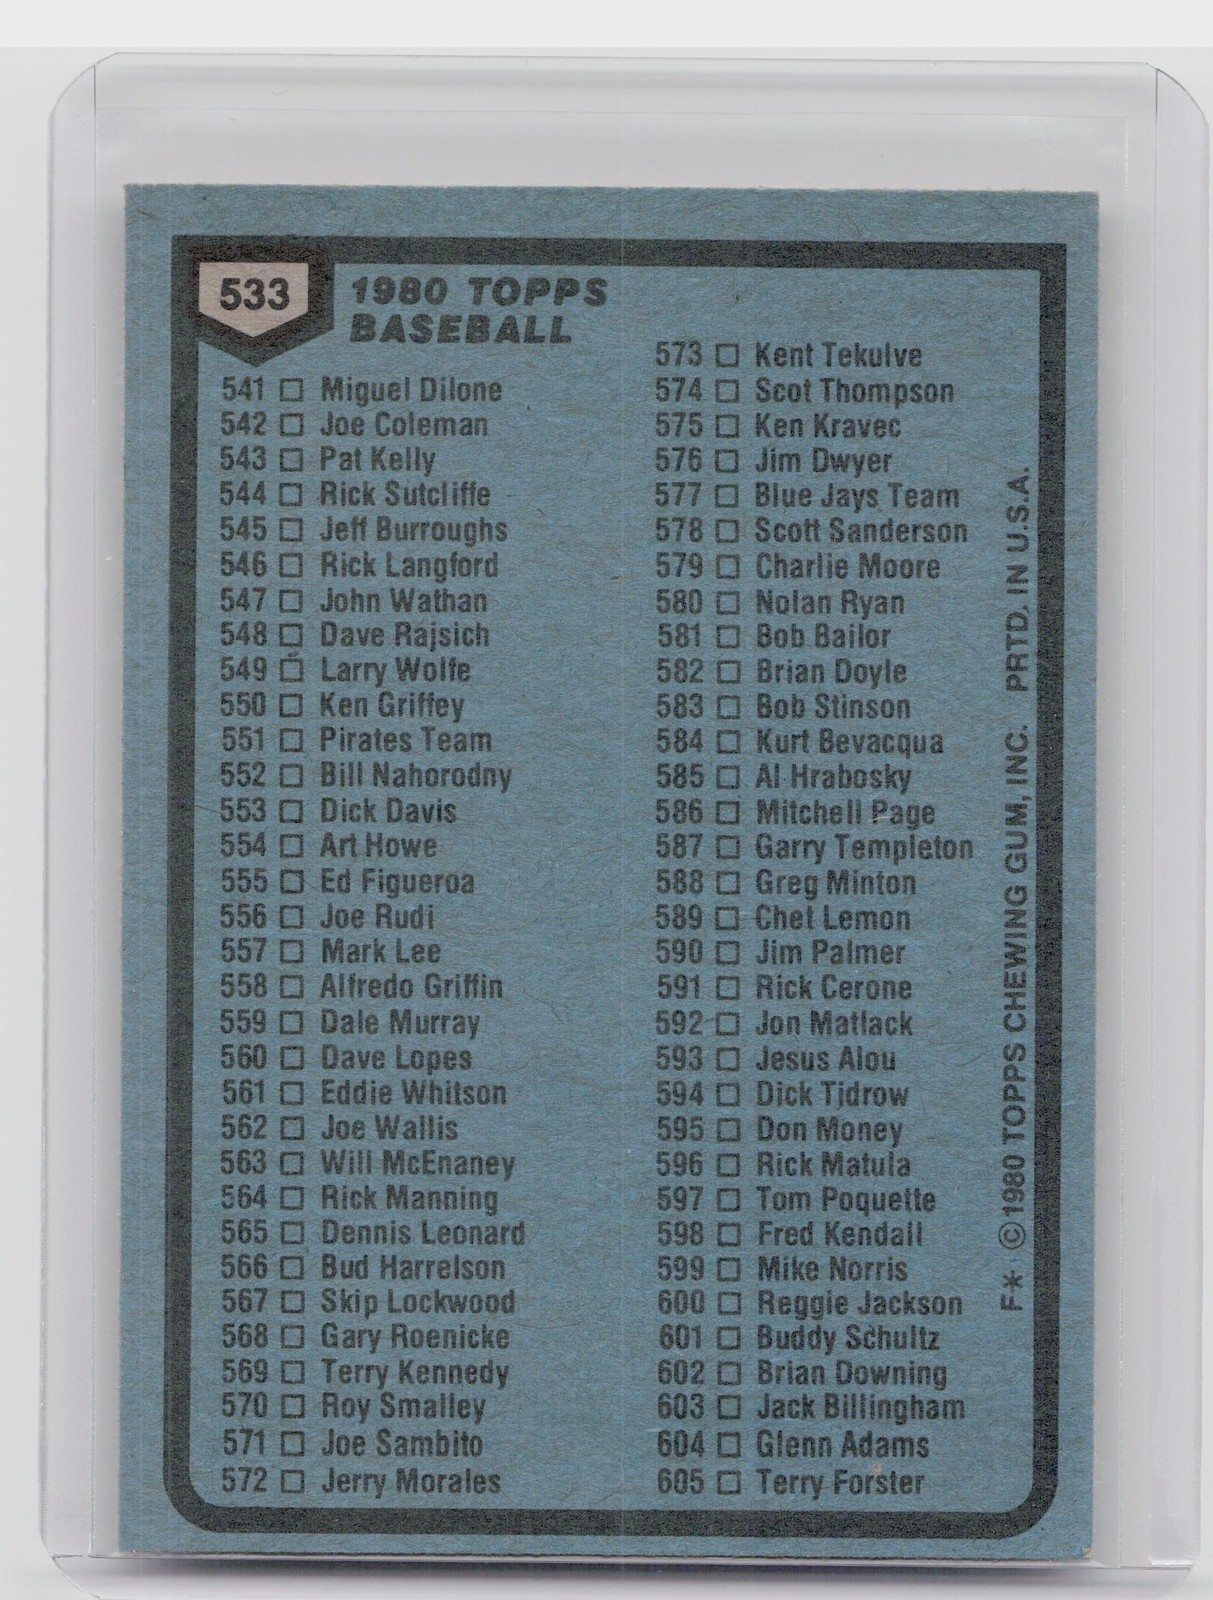 533
1980 TOPPS
BASEBALL
541 □ Miguel Dilone
542 □ Joe Coleman
543 □ Pat Kelly
544 □ Rick Sutcliffe
545 □ Jeff Burroughs
546 □ Rick Langford
547 □ John Wathan
548 □ Dave Rajsich
549 □ Larry Wolfe
550 □ Ken Griffey
551 □ Pirates Team
552 □ Bill Nahorodny
553 □ Dick Davis
554 □ Art Howe
555 □ Ed Figueroa
556 □ Joe Rudi
557 □ Mark Lee
558 □ Alfredo Griffin
559 □ Dale Murray
560 □ Dave Lopes
561 □ Eddie Whitson
562 □ Joe Wallis
563 □ Will McEnaney
564 □ Rick Manning
565 □ Dennis Leonard
566 □ Bud Harrelson
567 □ Skip Lockwood
568 □ Gary Roenicke
569 □ Terry Kennedy
570 □ Roy Smalley
571 □ Joe Sambito
572 □ Jerry Morales
573 □ Kent Tekulve
574 □ Scot Thompson
575 □ Ken Kravec
576 □ Jim Dwyer
577 □ Blue Jays Team
578 □ Scott Sanderson
579 □ Charlie Moore
580 □ Nolan Ryan
581 □ Bob Bailor
582 □ Brian Doyle
583 □ Bob Stinson
584 □ Kurt Bevacqua
585 □ Al Hrabosky
586 □ Mitchell Page
587 □ Garry Templeton
588 □ Greg Minton
589 □ Chet Lemon
590 □ Jim Palmer
591 □ Rick Cerone
592 □ Jon Matlack
593 □ Jesus Alou
594 □ Dick Tidrow
595 □ Don Money
596 □ Rick Matula
597 □ Tom Poquette
598 □ Fred Kendall
599 □ Mike Norris
600 □ Reggie Jackson
601 □ Buddy Schultz
602 □ Brian Downing
603 □ Jack Billingham
604 □ Glenn Adams
605 □ Terry Forster
F* ©1980 TOPPS CHEWING GUM, INC. PRTD. IN U.S.A.